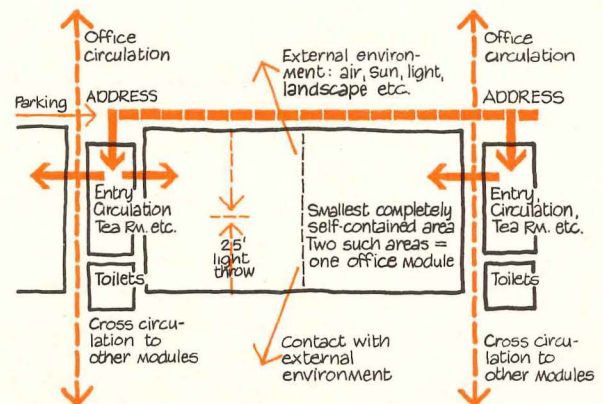 Office
circulation
External environ-
ment: air, sun, light,
landscape etc.
Office
circulation
Parking
ADDRESS
ADDRESS
Entry
Circulation
Tea Rm. etc.
25'
light
throw
Smallest completely
self-contained area
Two such areas =
one office module
Entry,
Circulation,
Tea Rm. etc.
Toilets
Toilets
Cross circu-
lation to
other modules
Contact with
external
environment
Cross circu-
lation to
other modules